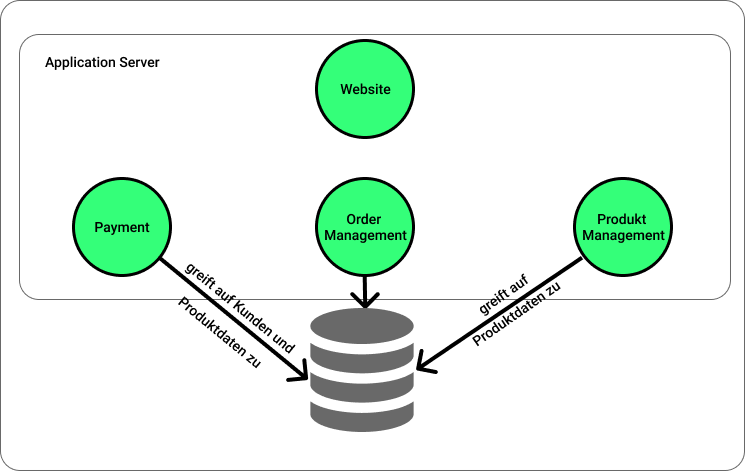 Application Server
Website
Payment
Order
Management
Produkt
Management
greift auf Kunden und
Produktdaten zu
greift auf
Produktdaten zu